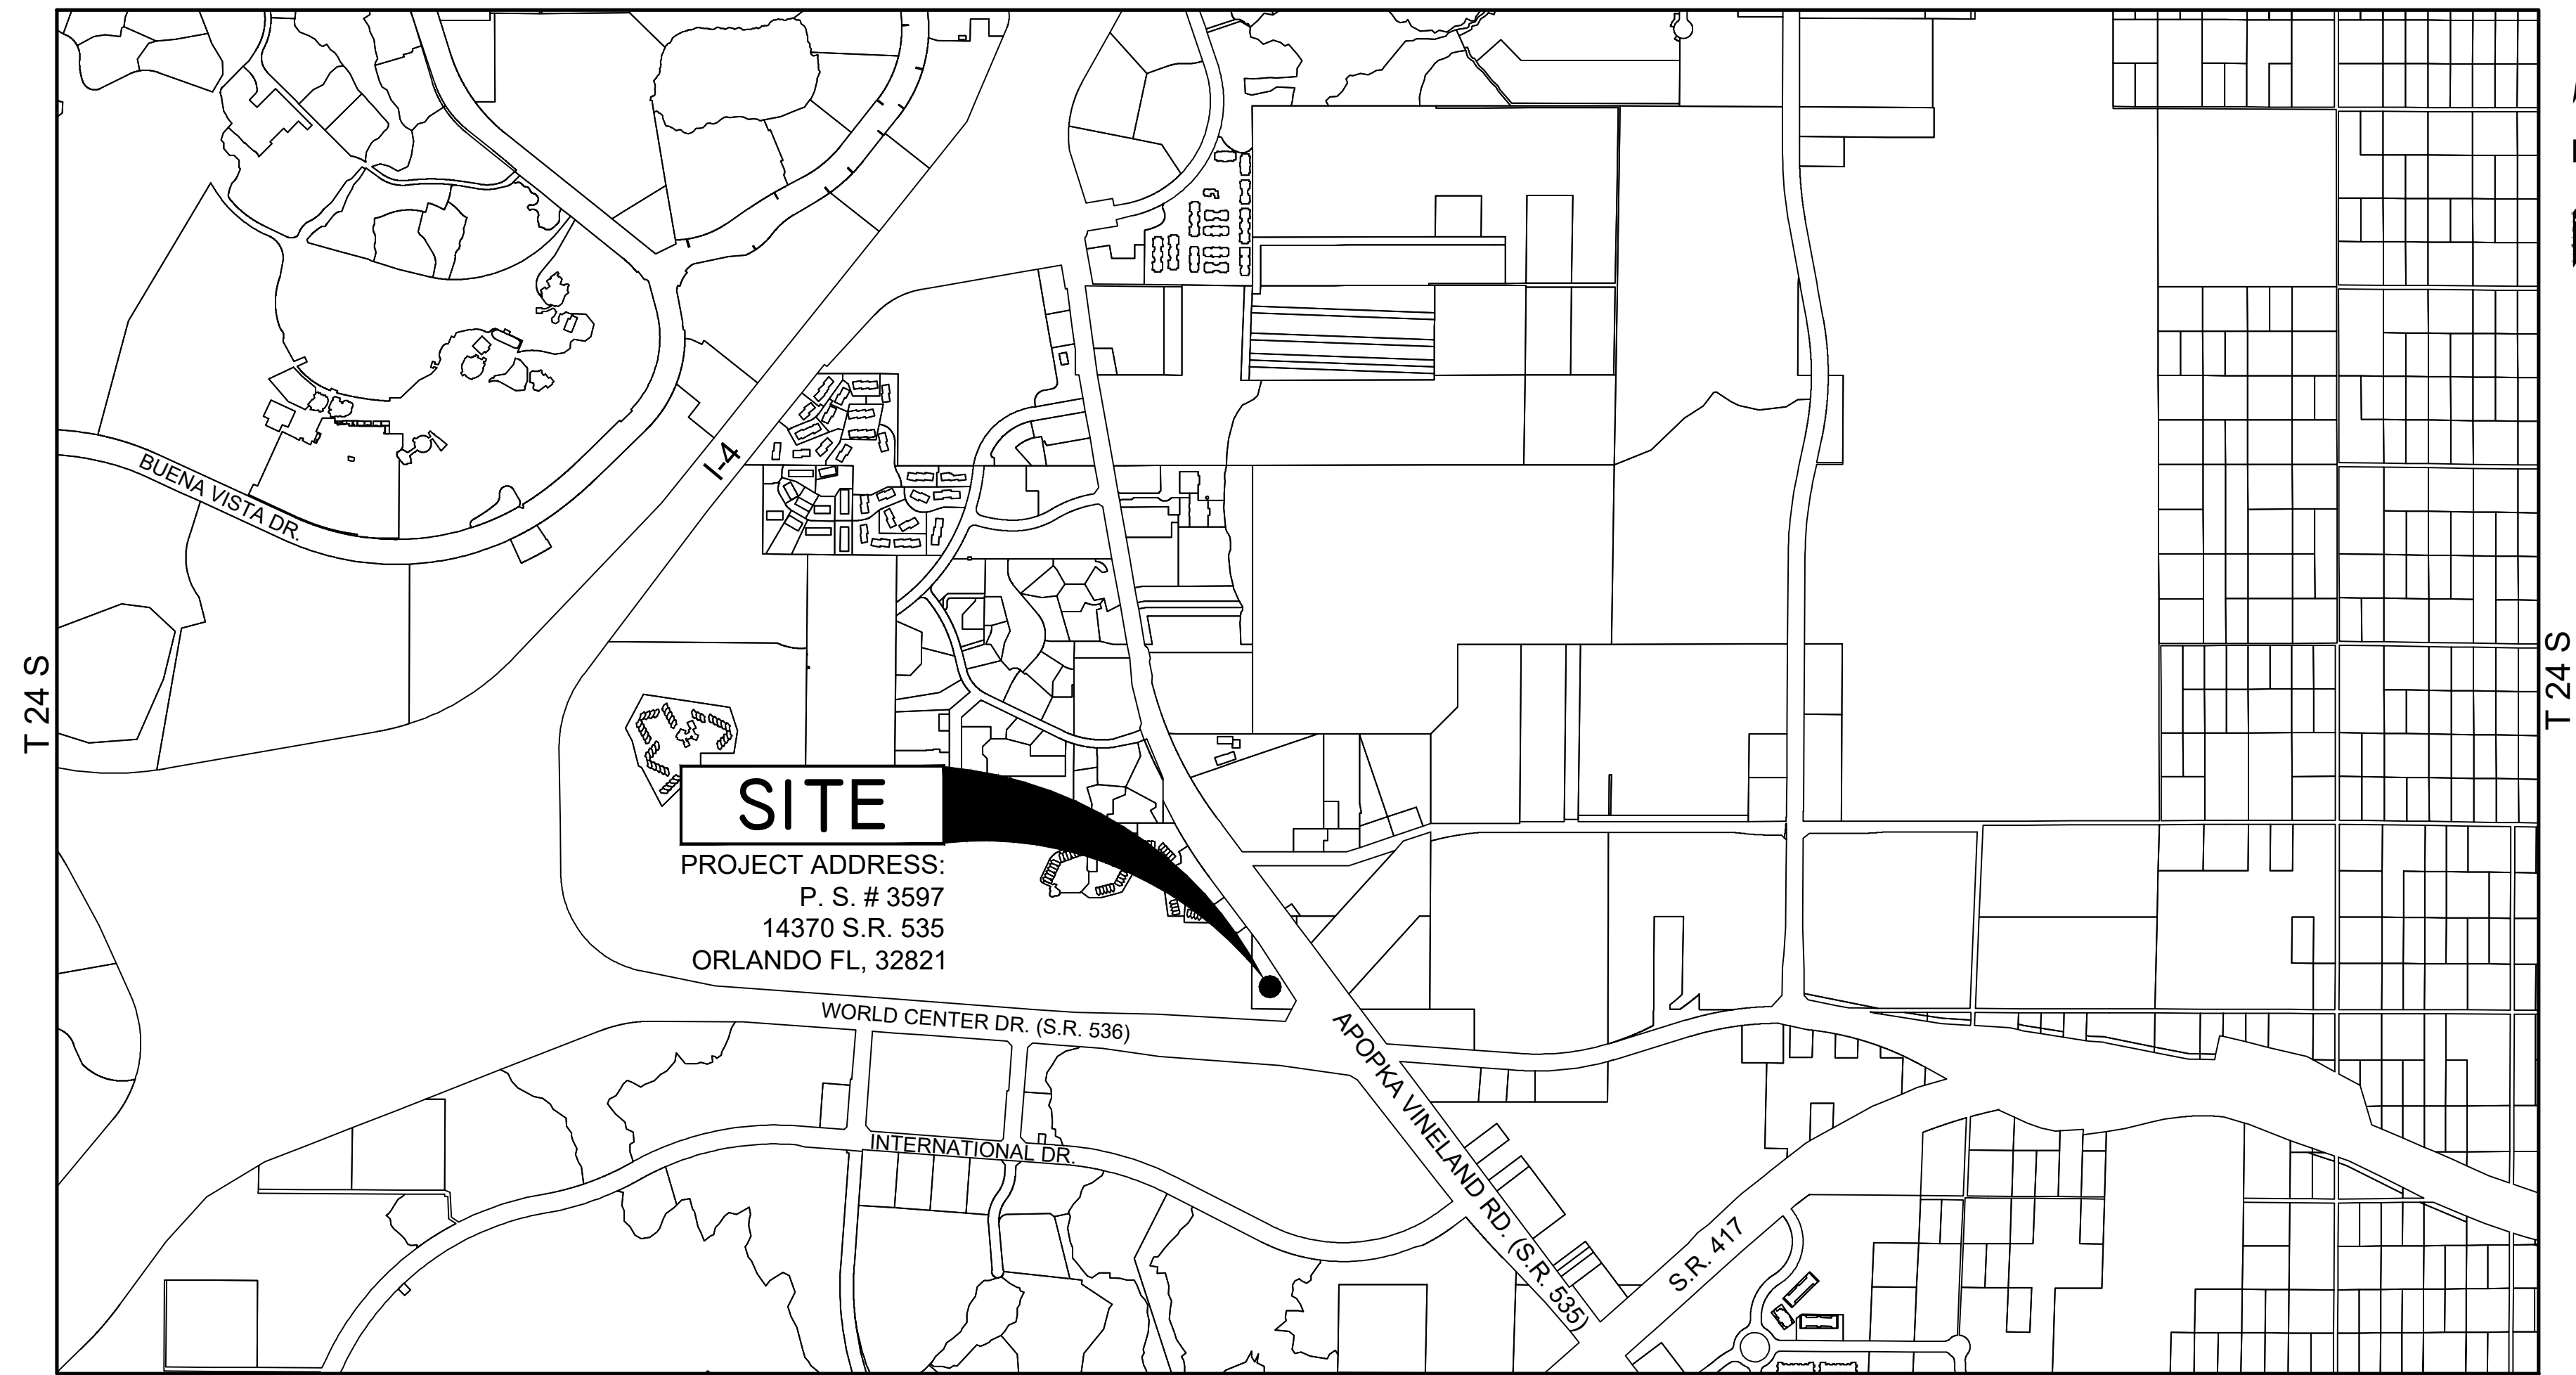 I-4
BUENA VISTA DR.
T 24 S
T 24 S
SITE
PROJECT ADDRESS:
P. S. # 3597
14370 S.R. 535
ORLANDO FL, 32821
WORLD CENTER DR. (S.R. 536)
APOPKA VINELAND RD. (S.R. 535)
INTERNATIONAL DR.
S.R. 417